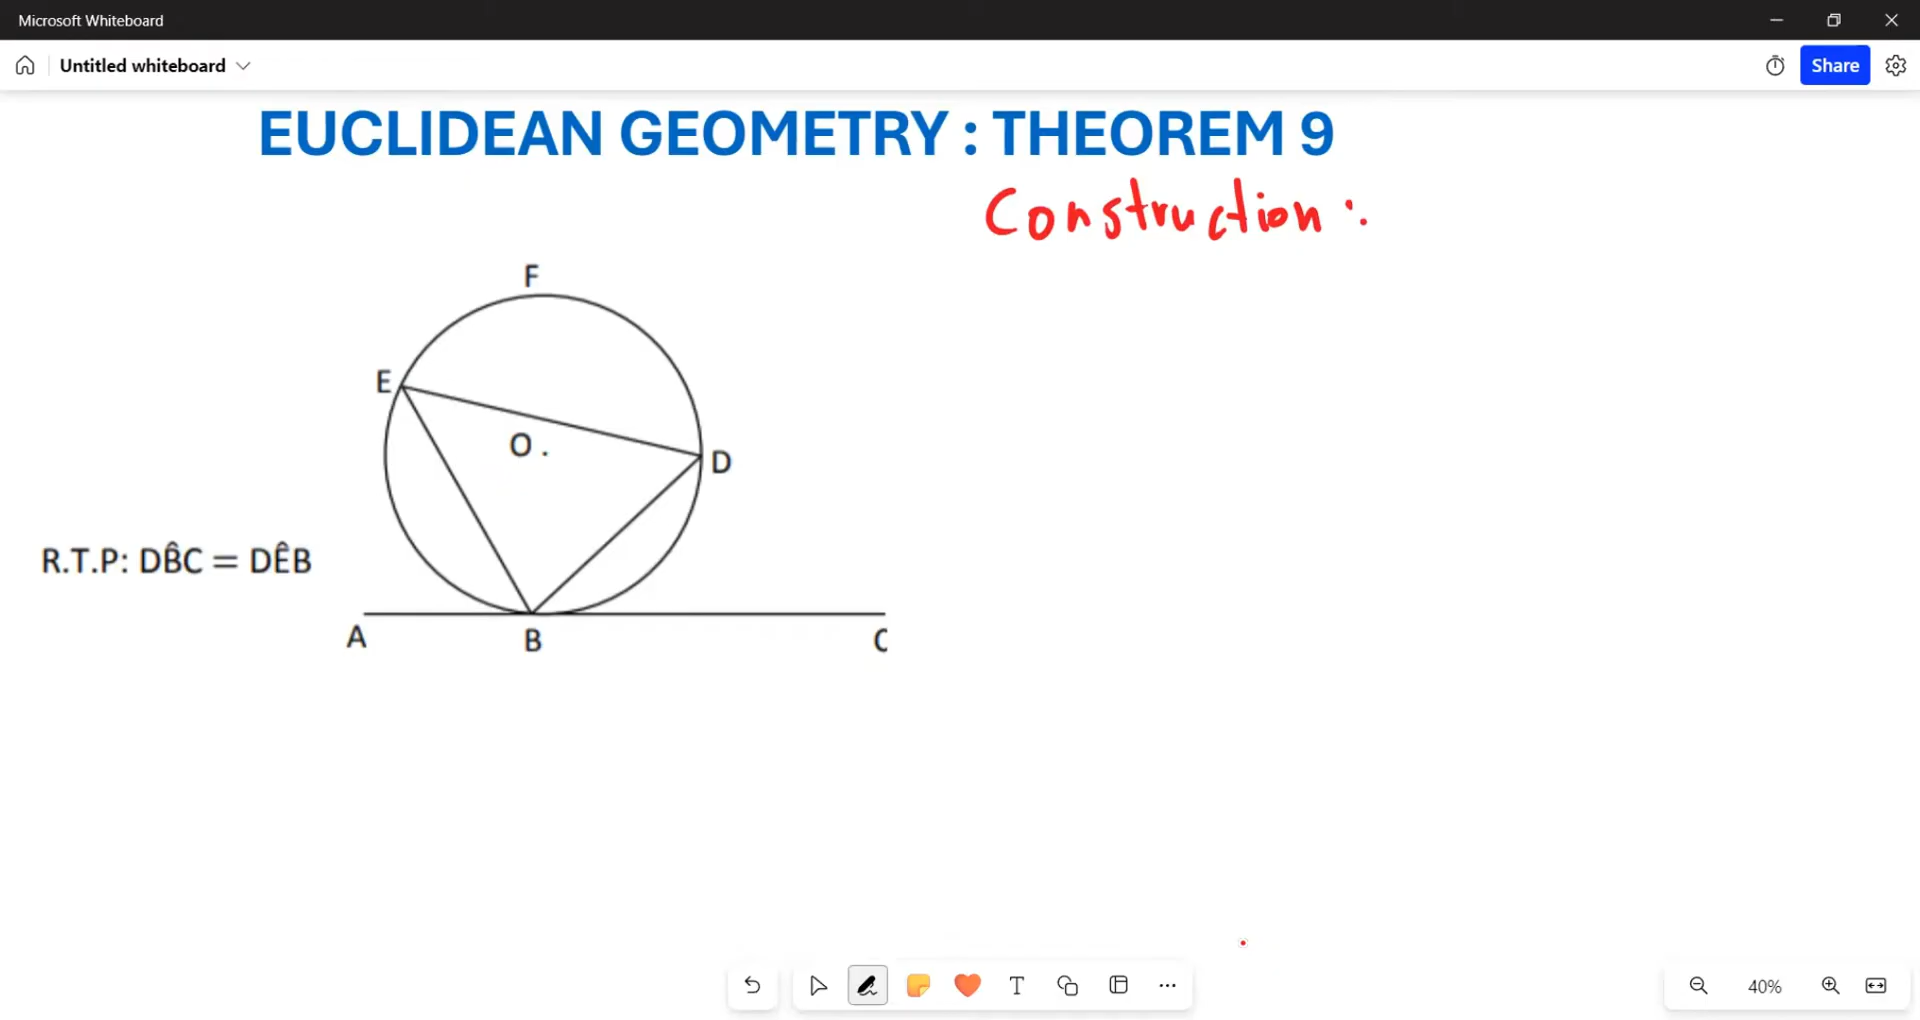 Microsoft Whiteboard
Untitled whiteboard
Share
EUCLIDEAN GEOMETRY : THEOREM 9
Construction :
F
E
O .
D
R.T.P: DB̂C = DÊB
A
B
C
T
40%